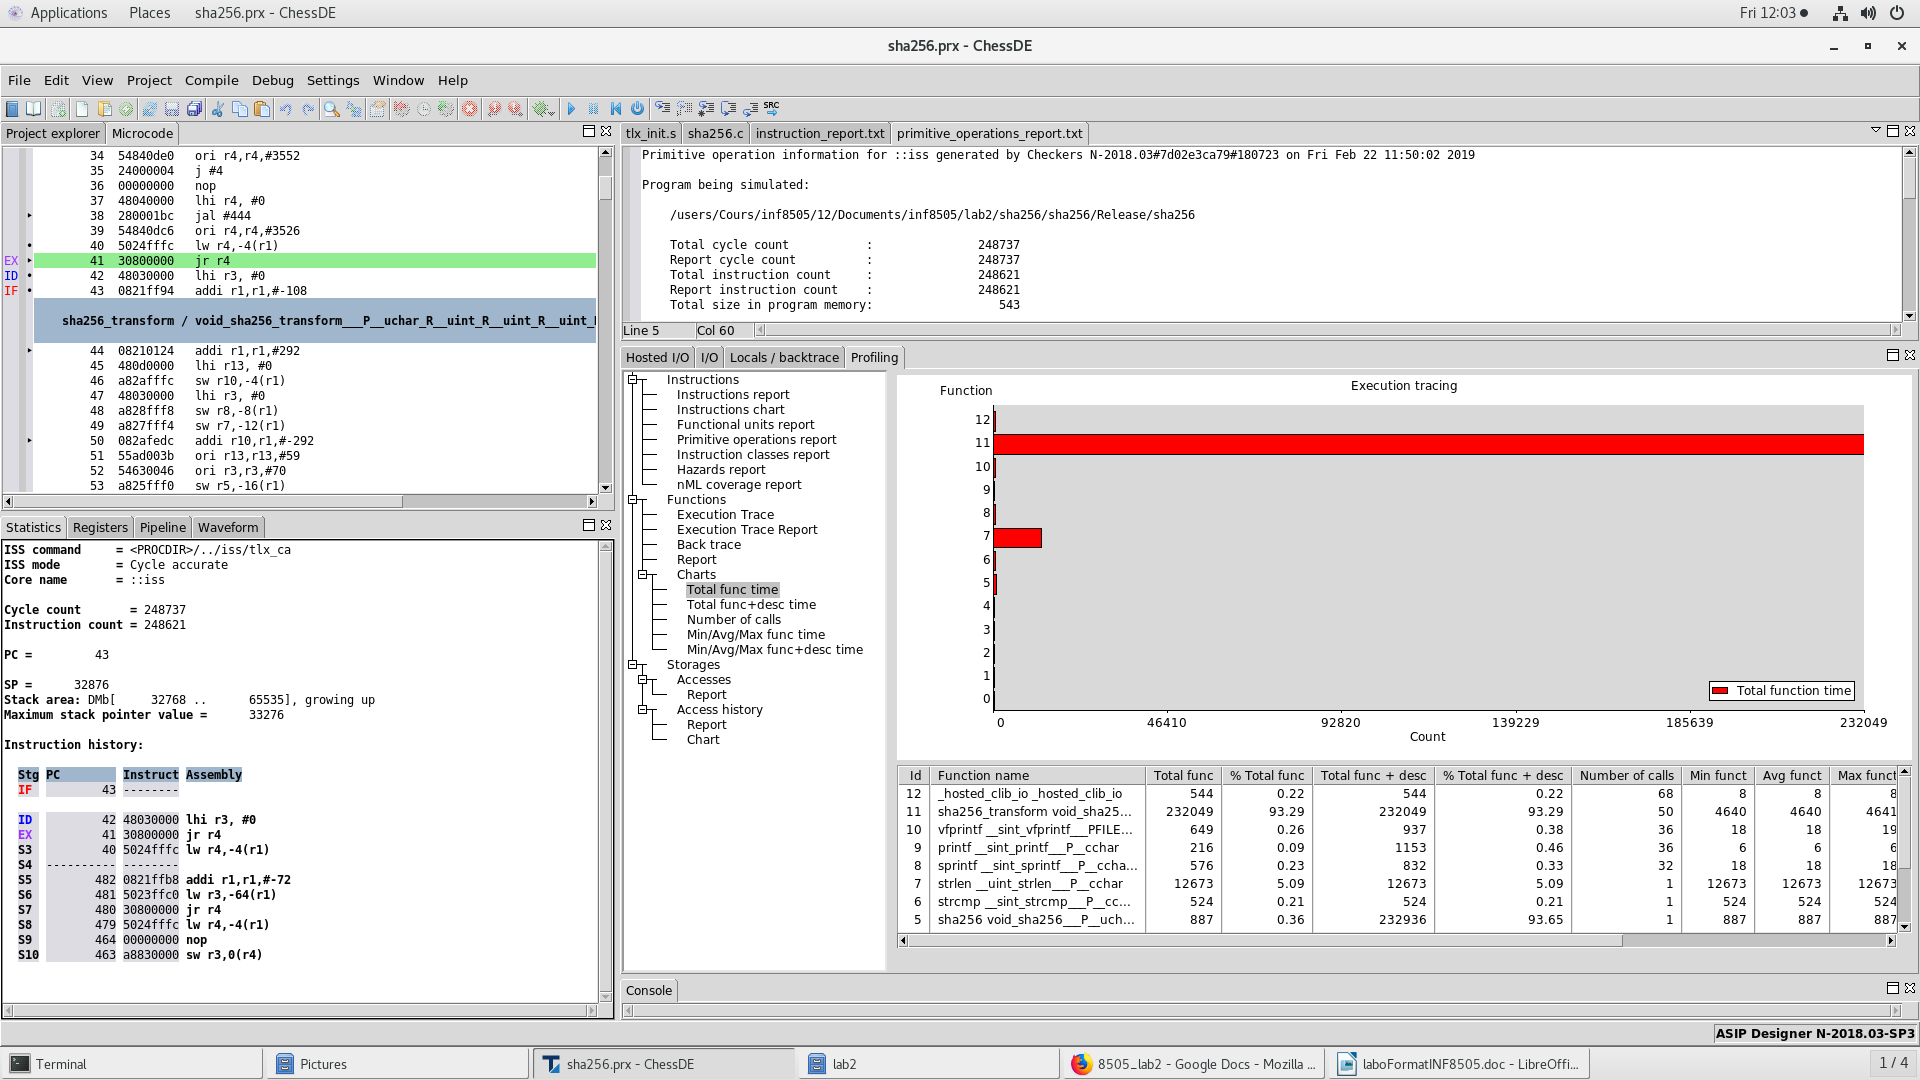 Applications Places sha256.prx - ChessDE Fri 12:03
sha256.prx - ChessDE
File Edit View Project Compile Debug Settings Window Help
SRC
Project explorer Microcode
34 54840de0 ori r4,r4,#3552
35 24000004 j #4
36 00000000 nop
37 48040000 lhi r4, #0
38 280001bc jal #444
39 54840dc6 ori r4,r4,#3526
40 5024fffc lw r4,-4(r1)
EX 41 30800000 jr r4
ID 42 48030000 lhi r3, #0
IF 43 0821ff94 addi r1,r1,#-108
sha256_transform / void_sha256_transform___P__uchar_R__uint_R__uint_R__uint_
44 08210124 addi r1,r1,#292
45 480d0000 lhi r13, #0
46 a82afffc sw r10,-4(r1)
47 48030000 lhi r3, #0
48 a828fff8 sw r8,-8(r1)
49 a827fff4 sw r7,-12(r1)
50 082afedc addi r10,r1,#-292
51 55ad003b ori r13,r13,#59
52 54630046 ori r3,r3,#70
53 a825fff0 sw r5,-16(r1)
Statistics Registers Pipeline Waveform
ISS command = <PROCDIR>/../iss/tlx_ca
ISS mode = Cycle accurate
Core name = ::iss
Cycle count = 248737
Instruction count = 248621
PC = 43
SP = 32876
Stack area: DMb[ 32768 .. 65535], growing up
Maximum stack pointer value = 33276
Instruction history:
Stg PC Instruct Assembly
IF 43 --------
ID 42 48030000 lhi r3, #0
EX 41 30800000 jr r4
S3 40 5024fffc lw r4,-4(r1)
S4 ---------- --------
S5 482 0821ffb8 addi r1,r1,#-72
S6 481 5023ffc0 lw r3,-64(r1)
S7 480 30800000 jr r4
S8 479 5024fffc lw r4,-4(r1)
S9 464 00000000 nop
S10 463 a8830000 sw r3,0(r4)
tlx_init.s sha256.c instruction_report.txt primitive_operations_report.txt
Primitive operation information for ::iss generated by Checkers N-2018.03#7d02e3ca79#180723 on Fri Feb 22 11:50:02 2019
Program being simulated:
/users/Cours/inf8505/12/Documents/inf8505/lab2/sha256/sha256/Release/sha256
Total cycle count : 248737
Report cycle count : 248737
Total instruction count : 248621
Report instruction count : 248621
Total size in program memory: 543
Line 5 Col 60
Hosted I/O I/O Locals / backtrace Profiling
Instructions
Instructions report
Instructions chart
Functional units report
Primitive operations report
Instruction classes report
Hazards report
nML coverage report
Functions
Execution Trace
Execution Trace Report
Back trace
Report
Charts
Total func time
Total func+desc time
Number of calls
Min/Avg/Max func time
Min/Avg/Max func+desc time
Storages
Accesses
Report
Access history
Report
Chart
Execution tracing
Function
12
11
10
9
8
7
6
5
4
3
2
1
0
Total function time
0 46410 92820 139229 185639 232049
Count
Id Function name Total func % Total func Total func + desc % Total func + desc Number of calls Min funct Avg funct Max funct
12 _hosted_clib_io _hosted_clib_io 544 0.22 544 0.22 68 8 8 8
11 sha256_transform void_sha25... 232049 93.29 232049 93.29 50 4640 4640 4641
10 vfprintf __sint_vfprintf___PFILE... 649 0.26 937 0.38 36 18 18 19
9 printf __sint_printf___P__cchar 216 0.09 1153 0.46 36 6 6 6
8 sprintf __sint_sprintf___P__ccha... 576 0.23 832 0.33 32 18 18 18
7 strlen __uint_strlen___P__cchar 12673 5.09 12673 5.09 1 12673 12673 12673
6 strcmp __sint_strcmp___P__cc... 524 0.21 524 0.21 1 524 524 524
5 sha256 void_sha256___P__uch... 887 0.36 232936 93.65 1 887 887 887
Console
ASIP Designer N-2018.03-SP3
Terminal Pictures sha256.prx - ChessDE lab2 8505_lab2 - Google Docs - Mozilla ... laboFormatINF8505.doc - LibreOffi... 1 / 4